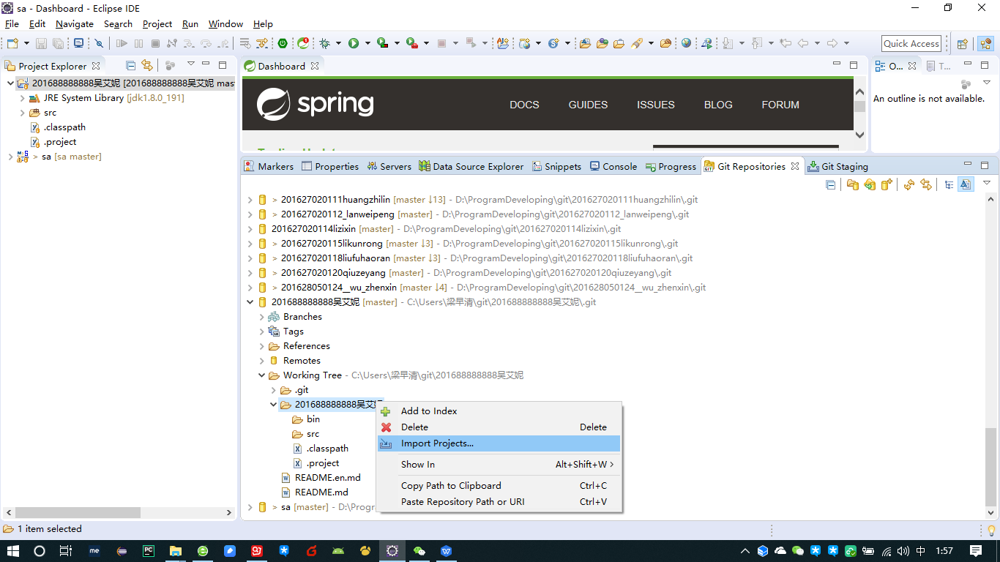 sa - Dashboard - Eclipse IDE
File Edit Navigate Search Project Run Window Help
Quick Access
Project Explorer
201688888888吴艾妮 [201688888888吴艾妮 mast
JRE System Library [jdk1.8.0_191]
src
.classpath
.project
> sa [sa master]
Dashboard
spring
DOCS GUIDES ISSUES BLOG FORUM
O... T...
An outline is not available.
Markers Properties Servers Data Source Explorer Snippets Console Progress Git Repositories Git Staging
> 201627020111huangzhilin [master ↓13] - D:\ProgramDeveloping\git\201627020111huangzhilin\.git
> 201627020112_lanweipeng [master] - D:\ProgramDeveloping\git\201627020112_lanweipeng\.git
201627020114lizixin [master] - D:\ProgramDeveloping\git\201627020114lizixin\.git
> 201627020115likunrong [master ↓3] - D:\ProgramDeveloping\git\201627020115likunrong\.git
> 201627020118liufuhaoran [master ↓3] - D:\ProgramDeveloping\git\201627020118liufuhaoran\.git
> 201627020120qiuzeyang [master] - D:\ProgramDeveloping\git\201627020120qiuzeyang\.git
> 201628050124__wu_zhenxin [master ↓4] - D:\ProgramDeveloping\git\201628050124__wu_zhenxin\.git
201688888888吴艾妮 [master] - C:\Users\梁早清\git\201688888888吴艾妮\.git
Branches
Tags
References
Remotes
Working Tree - C:\Users\梁早清\git\201688888888吴艾妮
.git
201688888888吴艾妮
bin
src
.classpath
.project
README.en.md
README.md
> sa [master] - D:\Progr
Add to Index
Delete Delete
Import Projects...
Show In Alt+Shift+W >
Copy Path to Clipboard Ctrl+C
Paste Repository Path or URI Ctrl+V
1 item selected
me PC 中 1:57